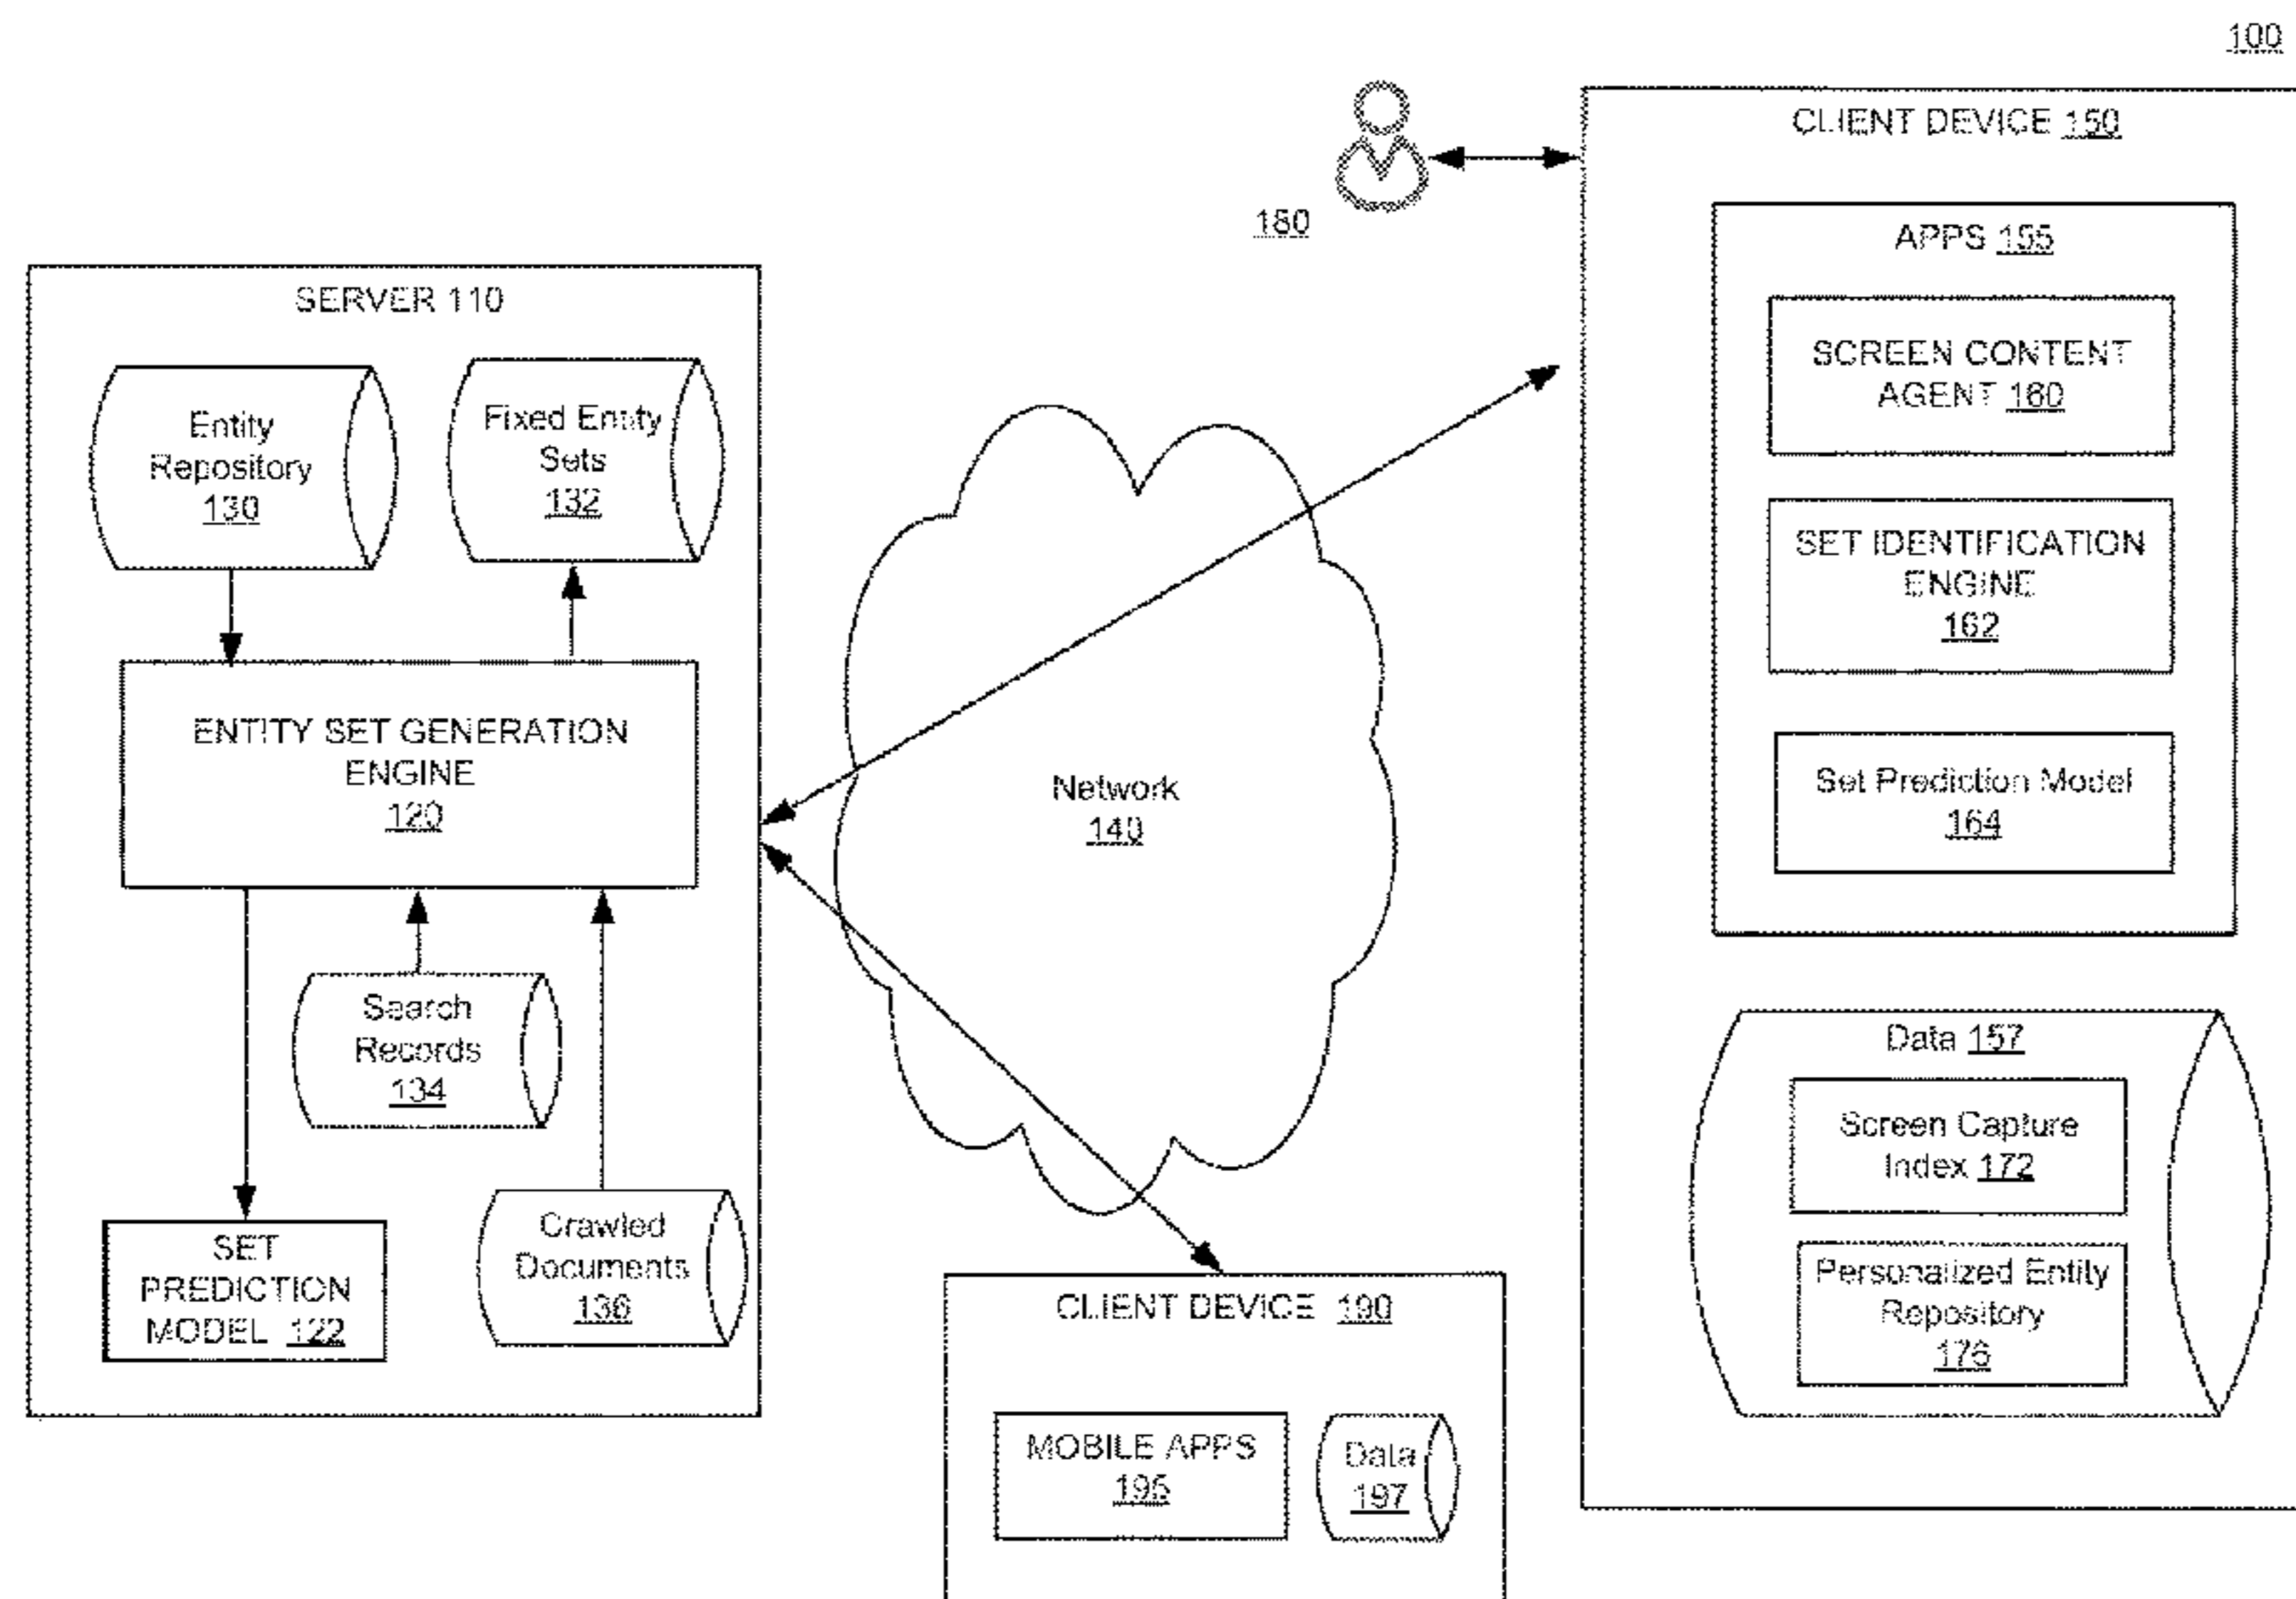 100
CLIENT DEVICE 150
180
APPS 155
SCREEN CONTENT
AGENT 160
SET IDENTIFICATION
ENGINE
162
Set Prediction Model
164
Data 157
Screen Capture
Index 172
Personalized Entity
Repository
176
SERVER 110
Entity
Repository
130
Fixed Entity
Sets
132
ENTITY SET GENERATION
ENGINE
120
Search
Records
134
SET
PREDICTION
MODEL 122
Crawled
Documents
136
Network
140
CLIENT DEVICE 190
MOBILE APPS
195
Data
197